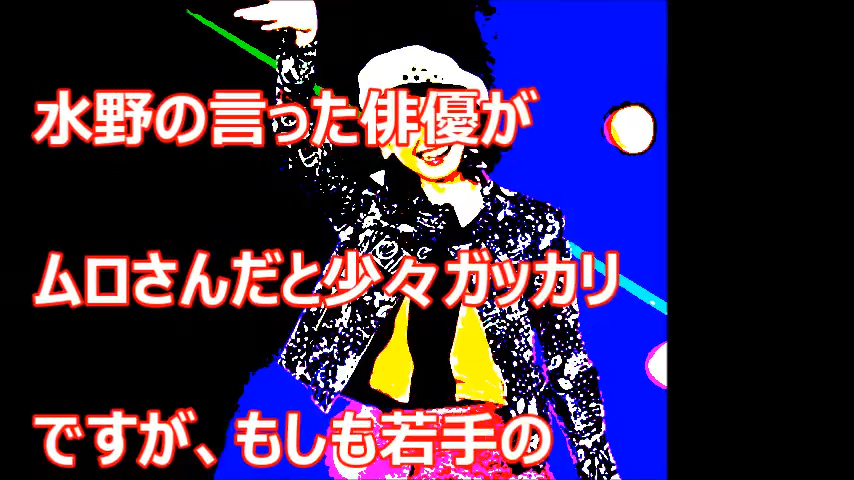 水野の言った俳優が
ムロさんだと少々ガッカリ
ですが、もしも若手の